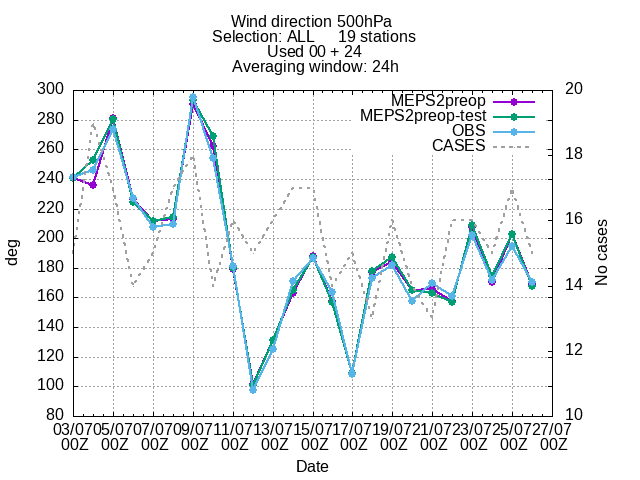 Wind direction 500hPa
Selection: ALL 19 stations
Used 00 + 24
Averaging window: 24h
300 20
MEPS2preop
280
MEPS2preop-test
OBS
260 18
CASES
240
220 16
200
deg
No cases
180 14
160
140 12
120
100
80 10
03/07 05/07 07/07 09/07 11/07 13/07 15/07 17/07 19/07 21/07 23/07 25/07 27/07
00Z 00Z 00Z 00Z 00Z 00Z 00Z 00Z 00Z 00Z 00Z 00Z 00Z
Date